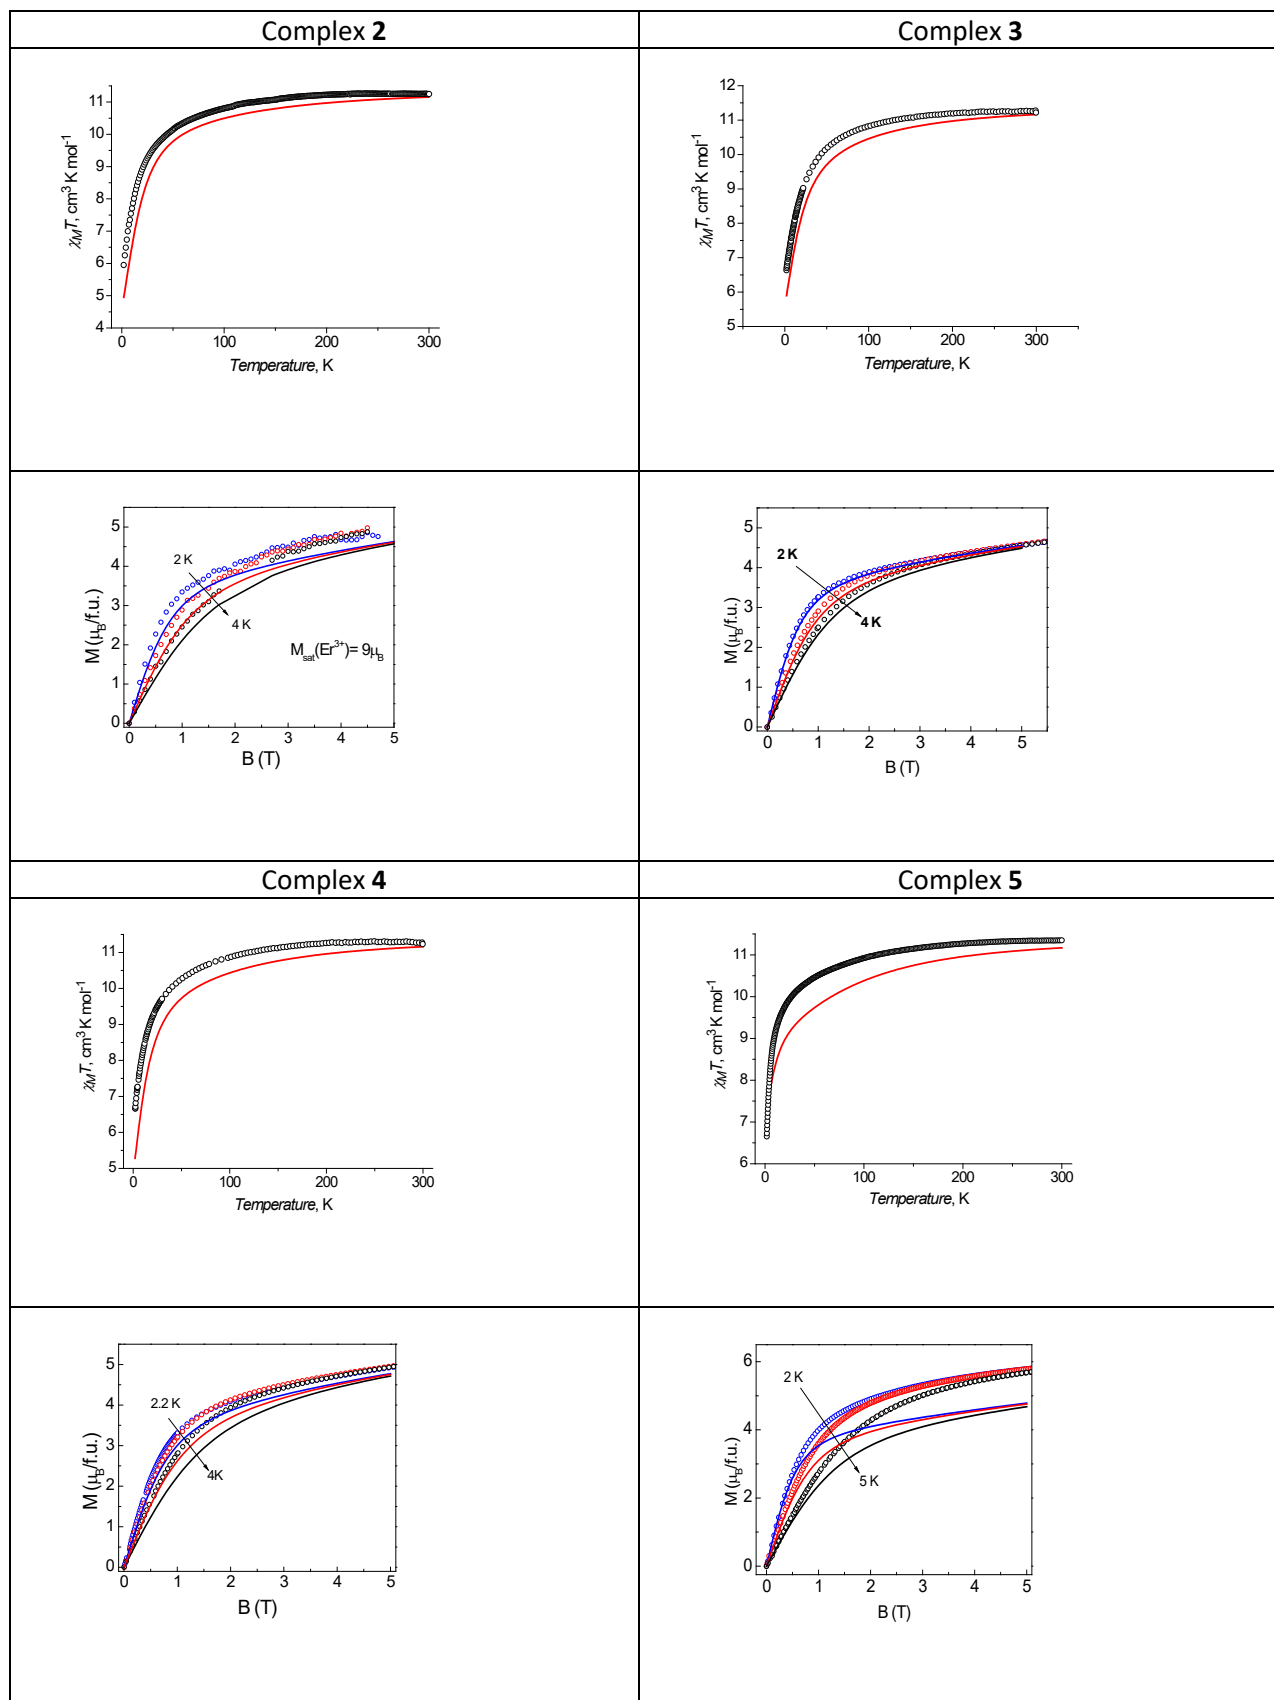 Complex 2
Complex 3
χMT, cm³ K mol⁻¹
11
10
9
8
7
6
5
4
0 100 200 300
Temperature, K
χMT, cm³ K mol⁻¹
12
11
10
9
8
7
6
5
0 100 200 300
Temperature, K
M (μB/f.u.)
5
4
3
2
1
0
2 K
4 K
Msat(Er³⁺)= 9μB
0 1 2 3 4 5
B (T)
M (μB/f.u.)
5
4
3
2
1
0
2 K
4 K
0 1 2 3 4 5
B (T)
Complex 4
Complex 5
χMT, cm³ K mol⁻¹
11
10
9
8
7
6
5
0 100 200 300
Temperature, K
χMT, cm³ K mol⁻¹
11
10
9
8
7
6
0 100 200 300
Temperature, K
M (μB/f.u.)
5
4
3
2
1
0
2.2 K
4K
0 1 2 3 4 5
B (T)
M (μB/f.u.)
6
4
2
0
2 K
5 K
0 1 2 3 4 5
B (T)